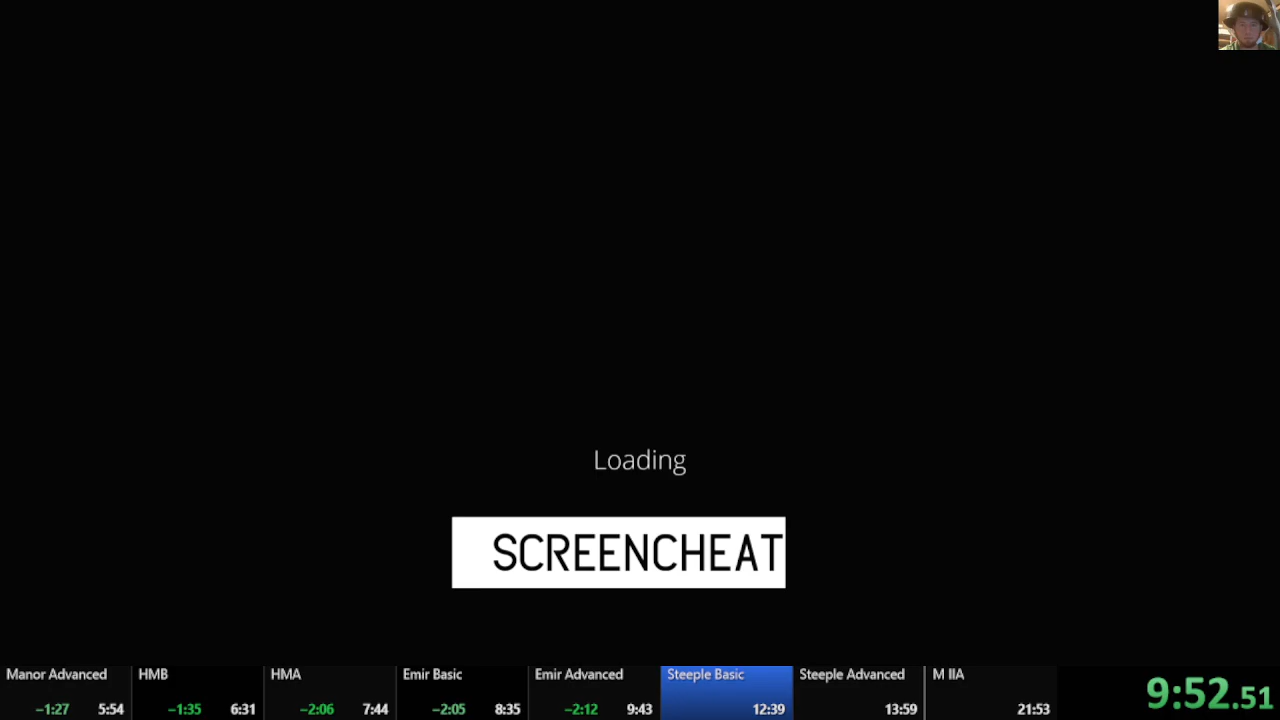 Loading
SCREENCHEAT
Manor Advanced HMB HMA Emir Basic Emir Advanced Steeple Basic Steeple Advanced M IIA
−1:27 5:54 −1:35 6:31 −2:06 7:44 −2:05 8:35 −2:12 9:43 12:39 13:59 21:53
9:52.51